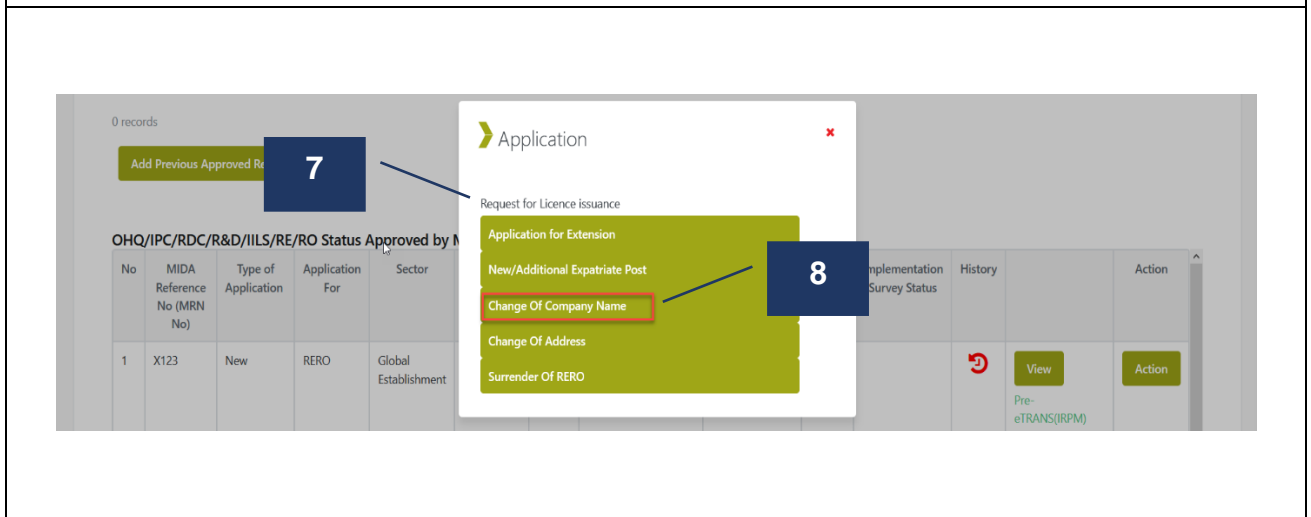 0 records
Add Previous Approved
7
Application
Request for Licence issuance
Application for Extension
New/Additional Expatriate Post
Change Of Company Name
Change Of Address
Surrender Of RERO
8
OHQ/IPC/RDC/R&D/IILS/RE/RO Status Approved by
No
MIDA
Reference
No (MRN
No)
Type of
Application
Application
For
Sector
Survey Status
History
Action
1
X123
New
RERO
Global
Establishment
View
Pre-
eTRANS(IRPM)
Action